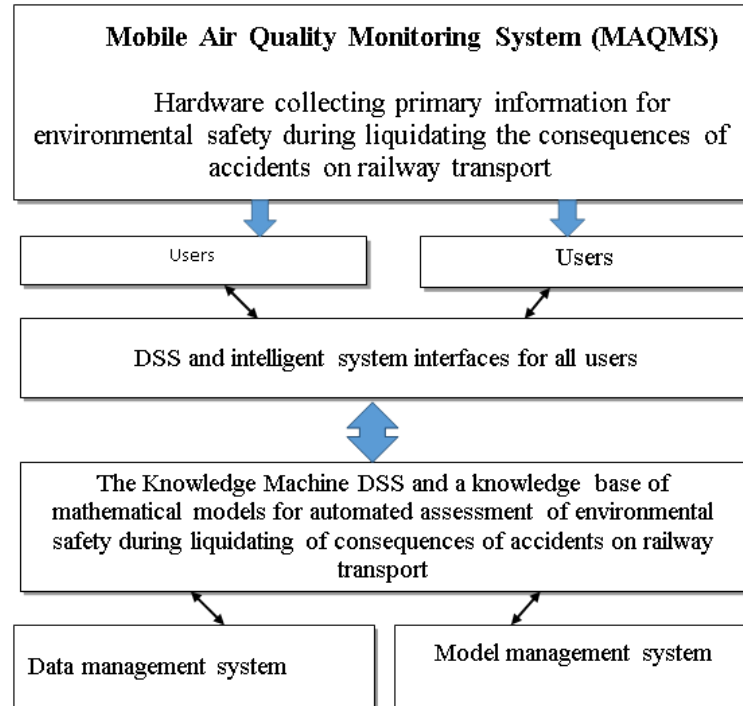 Mobile Air Quality Monitoring System (MAQMS)
Hardware collecting primary information for
environmental safety during liquidating the consequences of
accidents on railway transport
Users
Users
DSS and intelligent system interfaces for all users
The Knowledge Machine DSS and a knowledge base of
mathematical models for automated assessment of environmental
safety during liquidating of consequences of accidents on railway
transport
Data management system
Model management system